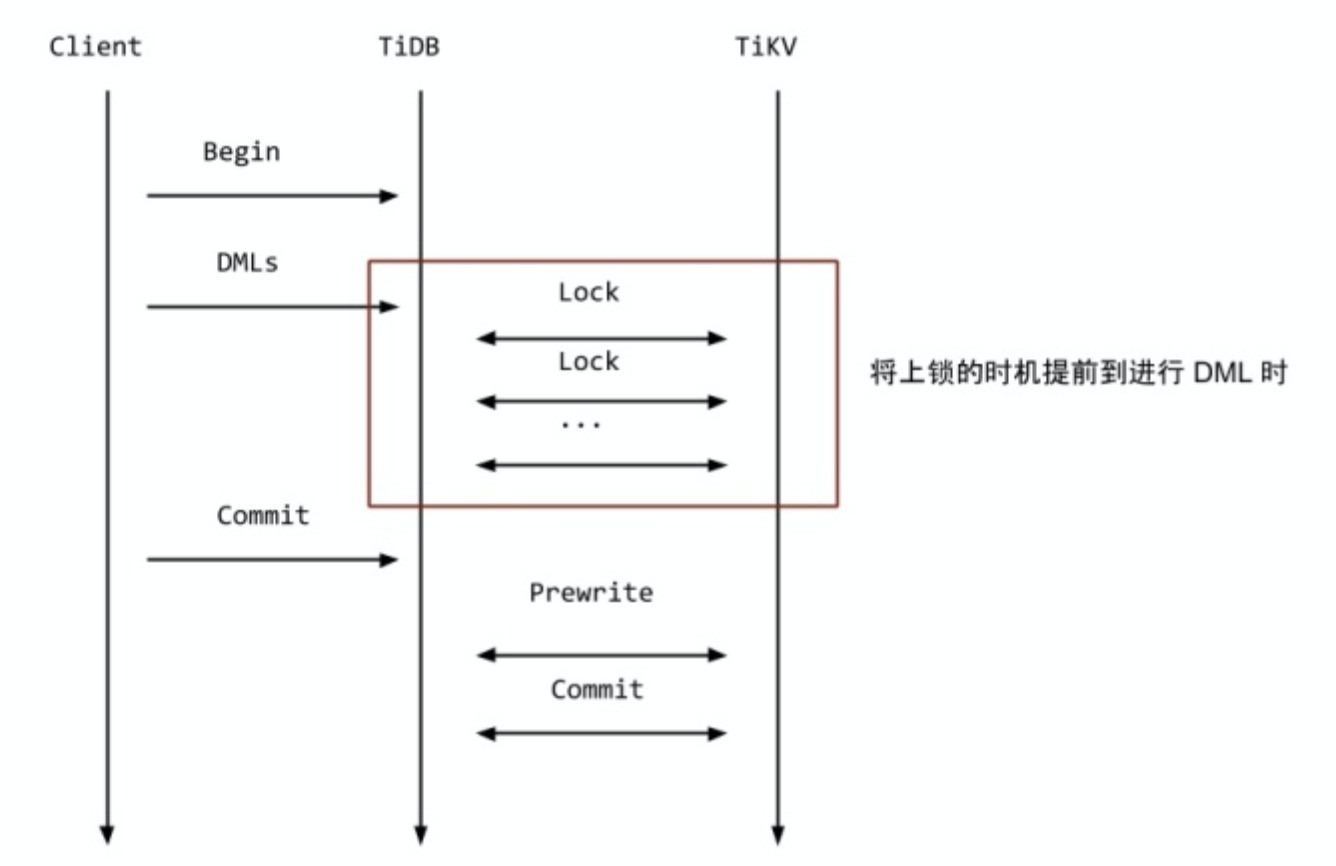 Client TiDB TiKV
Begin
DMLs
Lock
Lock
...
将上锁的时机提前到进行 DML 时
Commit
Prewrite
Commit